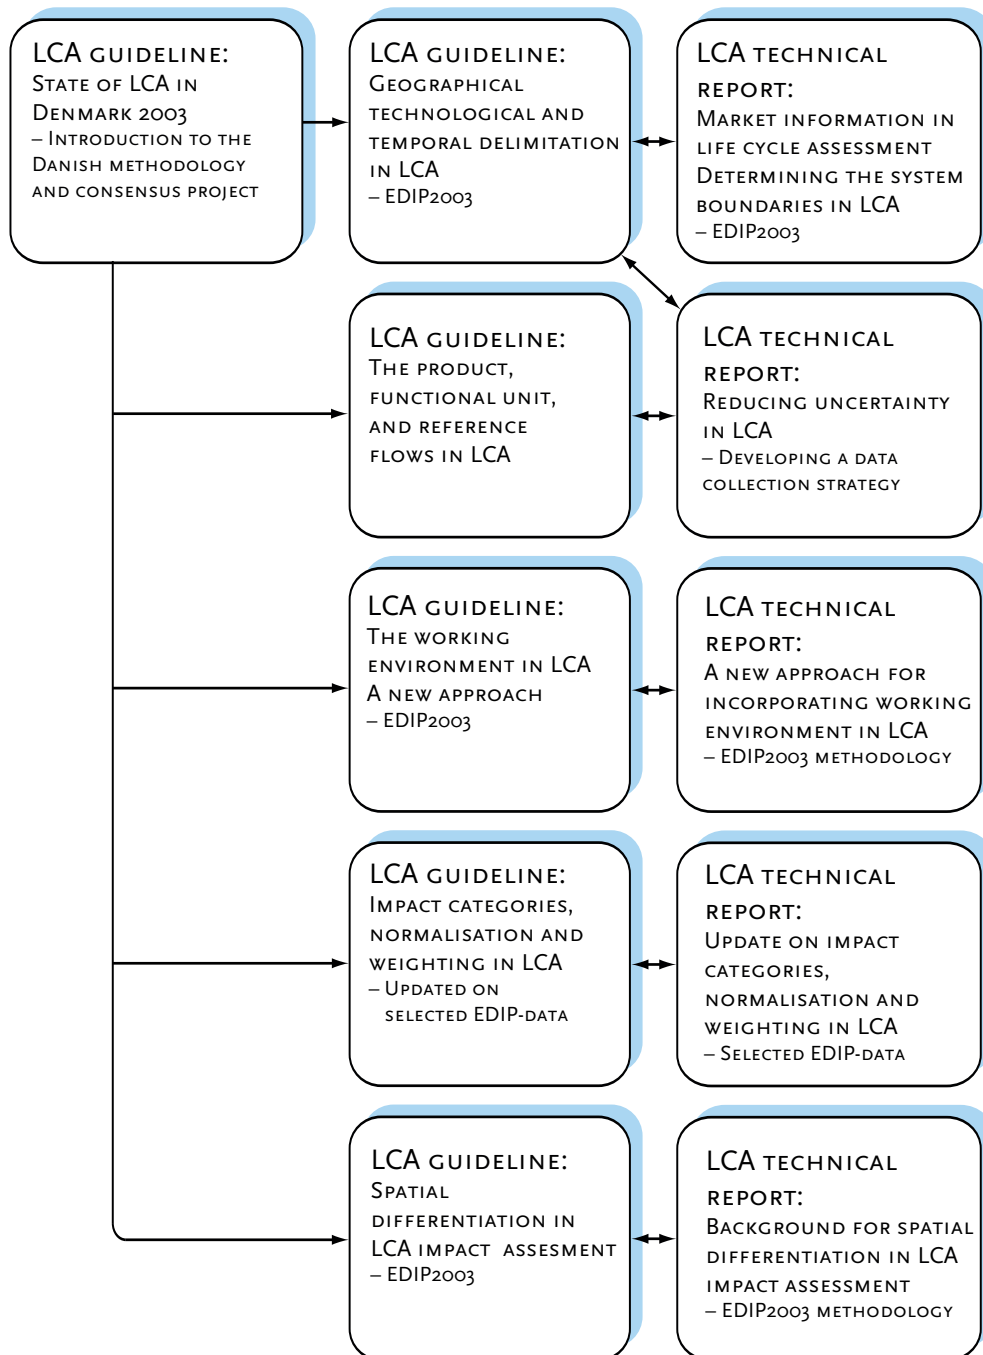 LCA guideline:
State of LCA in
Denmark 2003
– Introduction to the
Danish methodology
and consensus project
LCA guideline:
Geographical
technological and
temporal delimitation
in LCA
– EDIP2003
LCA technical
report:
Market information in
life cycle assessment
Determining the system
boundaries in LCA
– EDIP2003
LCA guideline:
The product,
functional unit,
and reference
flows in LCA
LCA technical
report:
Reducing uncertainty
in LCA
– Developing a data
collection strategy
LCA guideline:
The working
environment in LCA
A new approach
– EDIP2003
LCA technical
report:
A new approach for
incorporating working
environment in LCA
– EDIP2003 methodology
LCA guideline:
Impact categories,
normalisation and
weighting in LCA
– Updated on
selected EDIP-data
LCA technical
report:
Update on impact
categories,
normalisation and
weighting in LCA
– Selected EDIP-data
LCA guideline:
Spatial
differentiation in
LCA impact assesment
– EDIP2003
LCA technical
report:
Background for spatial
differentiation in LCA
impact assessment
– EDIP2003 methodology